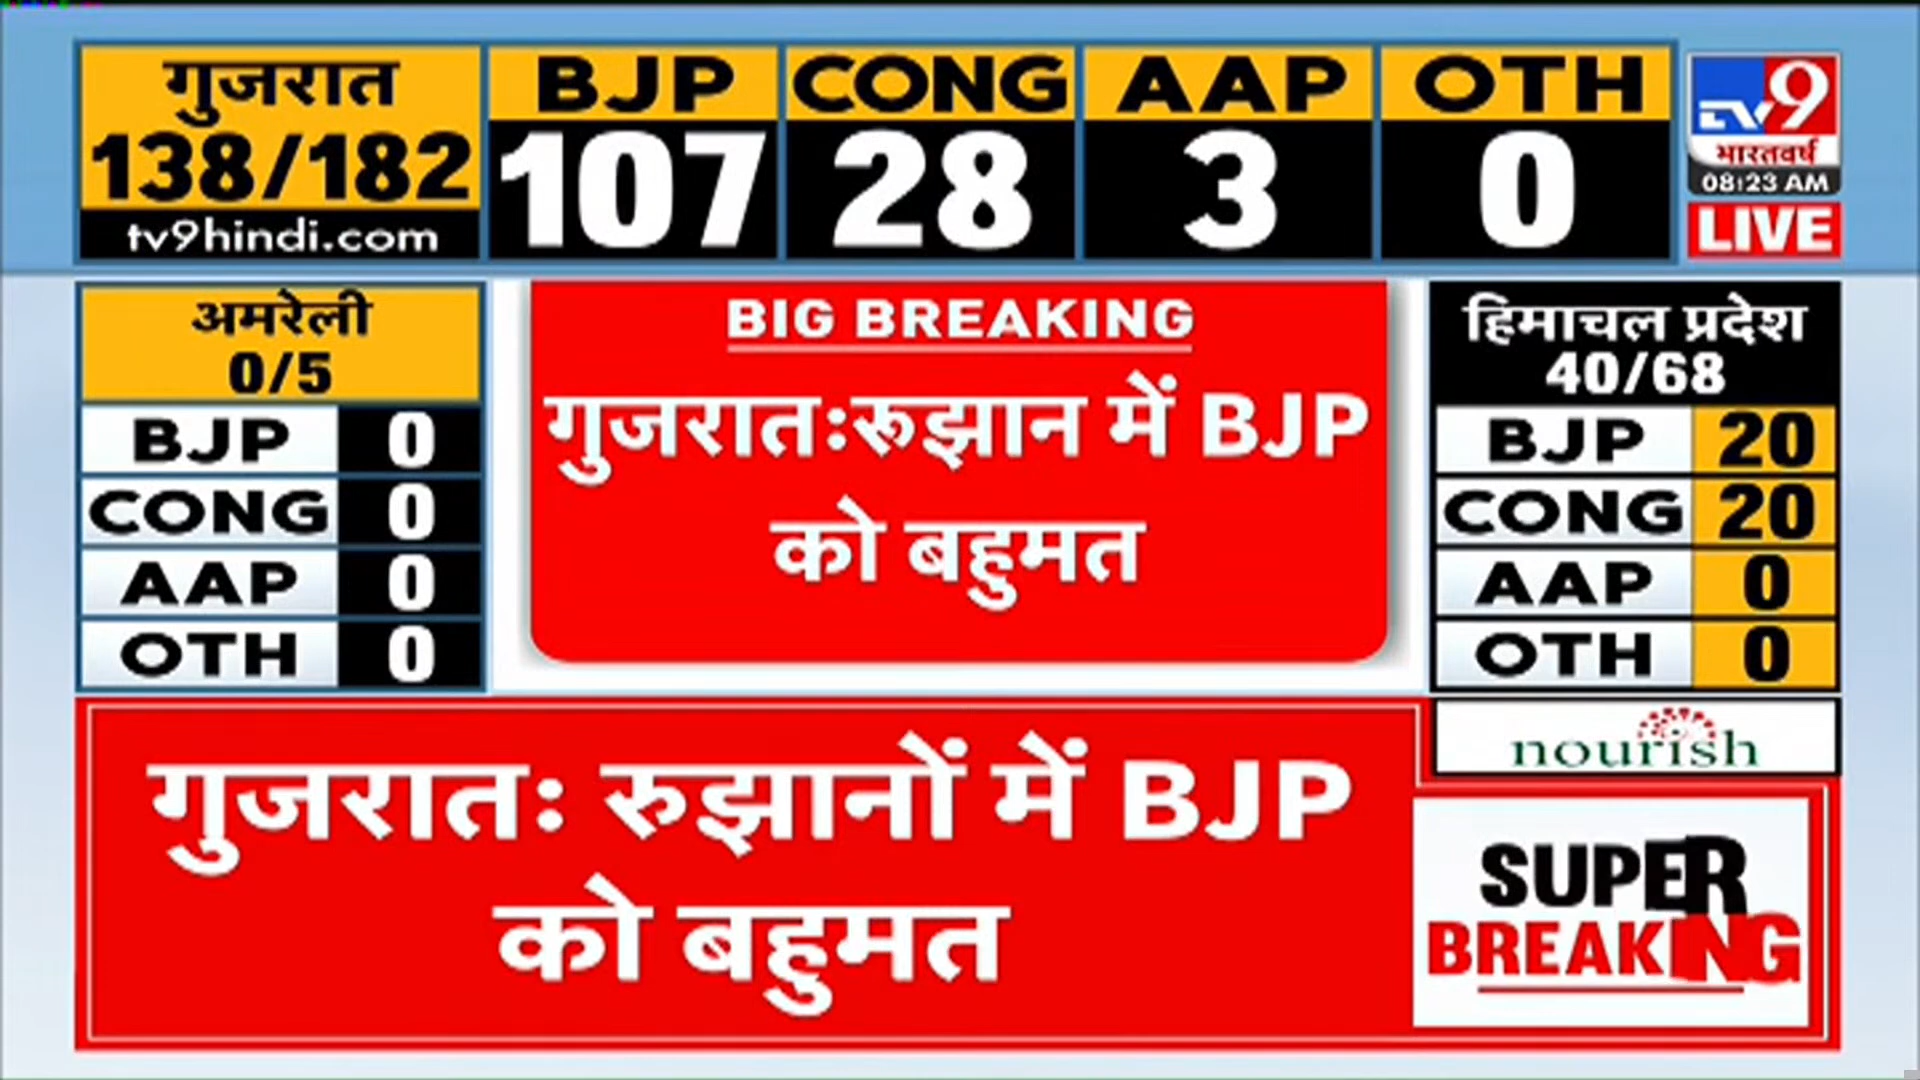 गुजरात
138/182
tv9hindi.com
BJP
107
CONG
28
AAP
3
OTH
0
TV9
भारतवर्ष
08:23 AM
LIVE
अमरेली
0/5
BJP 0
CONG 0
AAP 0
OTH 0
BIG BREAKING
गुजरातःरूझान में BJP
को बहुमत
हिमाचल प्रदेश
40/68
BJP 20
CONG 20
AAP 0
OTH 0
nourish
गुजरातः रुझानों में BJP
को बहुमत
SUPER
BREAKING